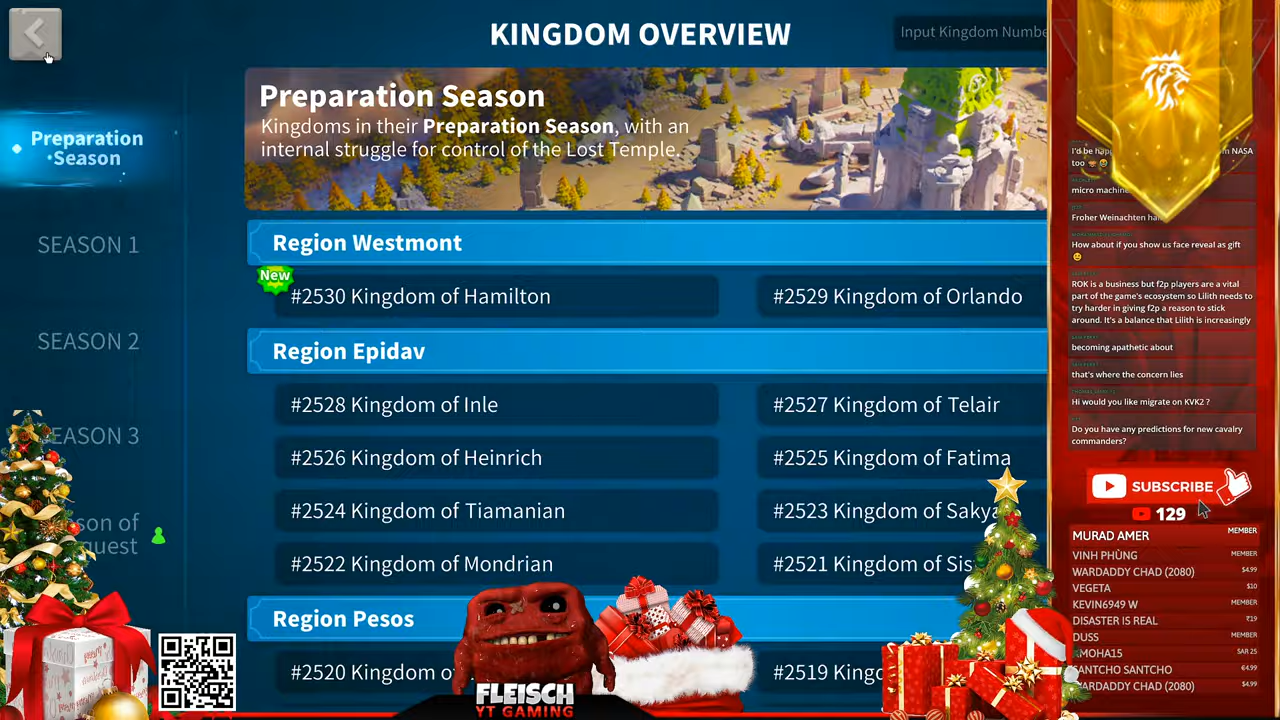 KINGDOM OVERVIEW
Input Kingdom Numbe
Preparation Season
Kingdoms in their Preparation Season, with an
internal struggle for control of the Lost Temple.
Preparation
Season
SEASON 1
SEASON 2
SEASON 3
son of
quest
Region Westmont
New
#2530 Kingdom of Hamilton
#2529 Kingdom of Orlando
Region Epidav
#2528 Kingdom of Inle
#2527 Kingdom of Telair
#2526 Kingdom of Heinrich
#2525 Kingdom of Fatima
#2524 Kingdom of Tiamanian
#2523 Kingdom of Sakya
#2522 Kingdom of Mondrian
#2521 Kingdom of Sis
Region Pesos
#2520 Kingdom o
#2519 Kingd
FLEISCH
YT GAMING
I'd be hap
m NASA
too
micro machine
Froher Weinachten ha
How about if you show us face reveal as gift
ROK is a business but f2p players are a vital
part of the game's ecosystem so Lilith needs to
try harder in giving f2p a reason to stick
around. It's a balance that Lilith is increasingly
becoming apathetic about
that's where the concern lies
Hi would you like migrate on KVK2 ?
Do you have any predictions for new cavalry
commanders?
SUBSCRIBE
129
MURAD AMER MEMBER
VINH PHÙNG MEMBER
WARDADDY CHAD (2080) $4.99
VEGETA $10
KEVIN6949 W MEMBER
DISASTER IS REAL ₹19
DUSS MEMBER
AMOHA15 SAR 25
SANTCHO SANTCHO €4.99
WARDADDY CHAD (2080) $4.99